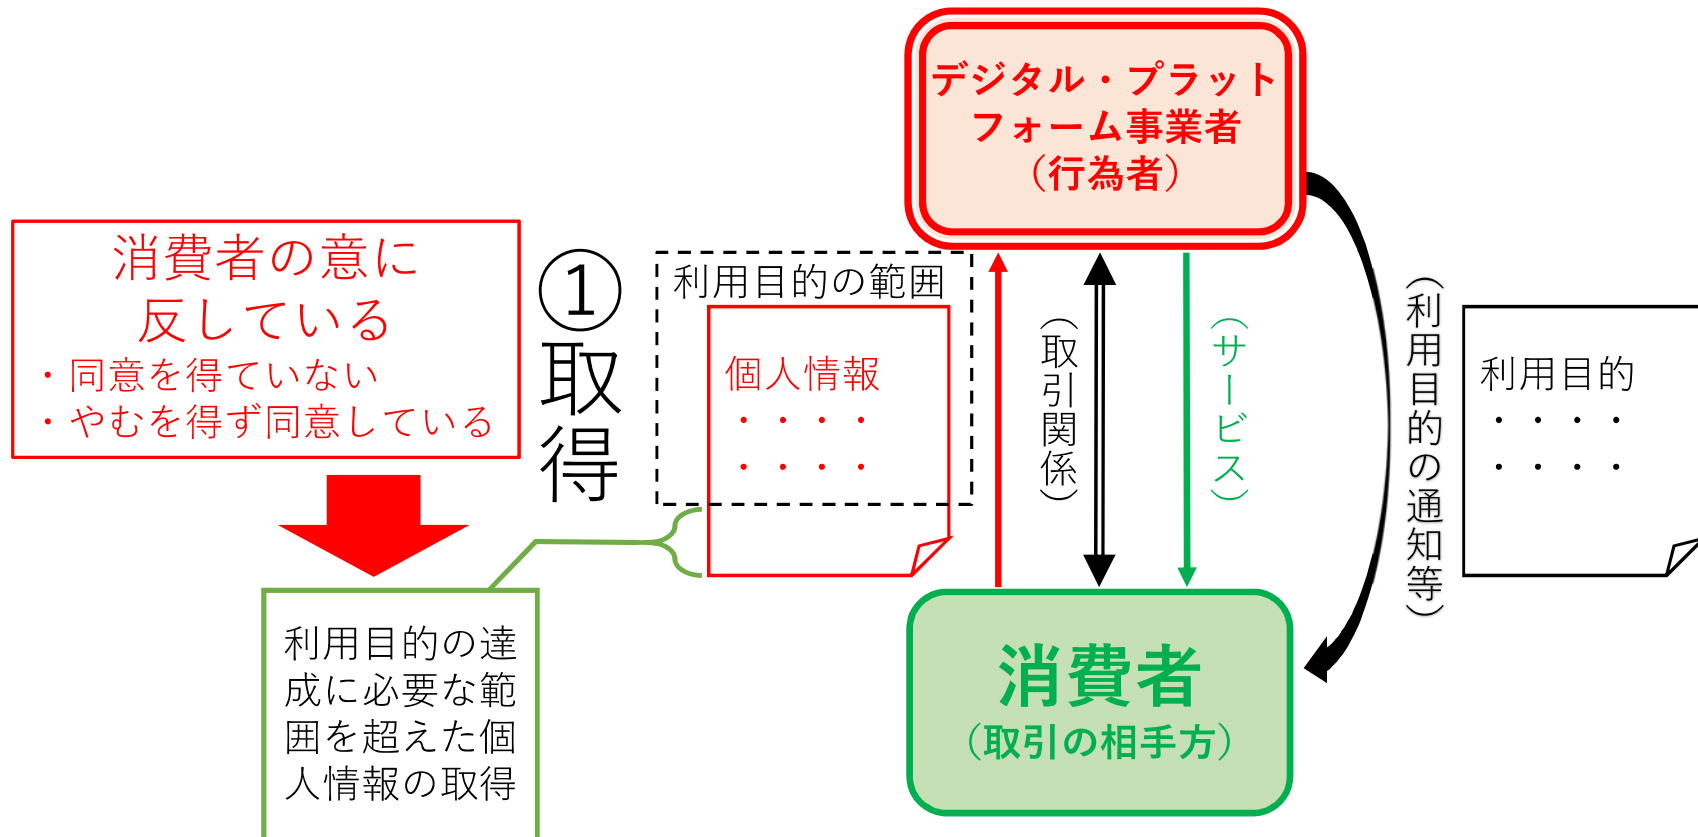 デジタル・プラット
フォーム事業者
（行為者）
消費者の意に
反している
・同意を得ていない
・やむを得ず同意している
①取得
利用目的の範囲
個人情報
・・・・
・・・・
（取引関係）
（サービス）
（利用目的の通知等）
利用目的
・・・・
・・・・
利用目的の達
成に必要な範
囲を超えた個
人情報の取得
消費者
（取引の相手方）